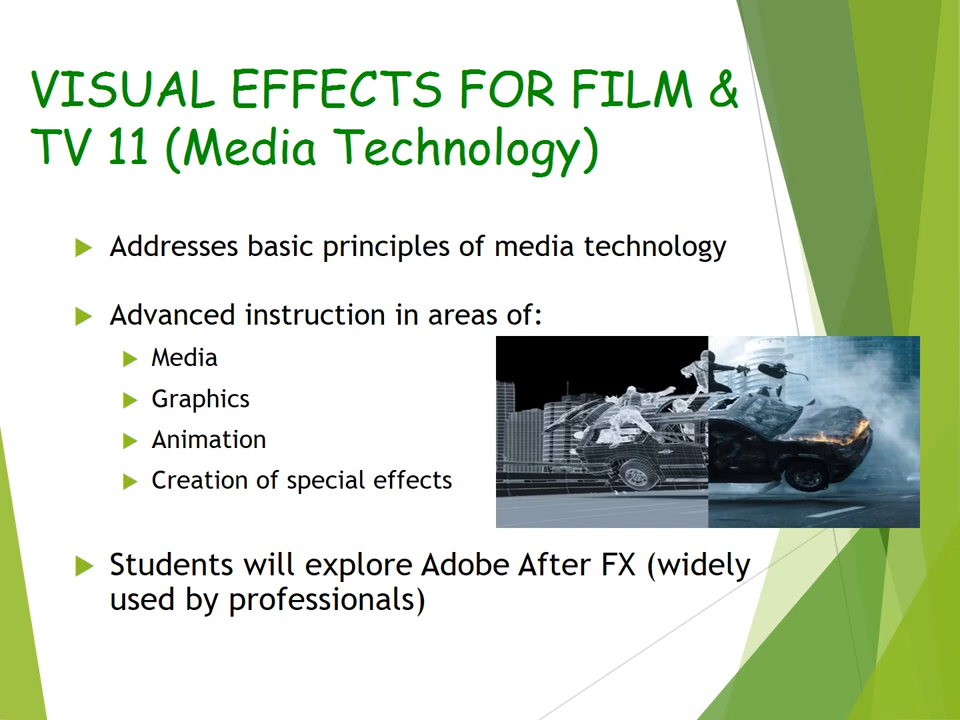 VISUAL EFFECTS FOR FILM &
TV 11 (Media Technology)
Addresses basic principles of media technology
Advanced instruction in areas of:
Media
Graphics
Animation
Creation of special effects
Students will explore Adobe After FX (widely
used by professionals)